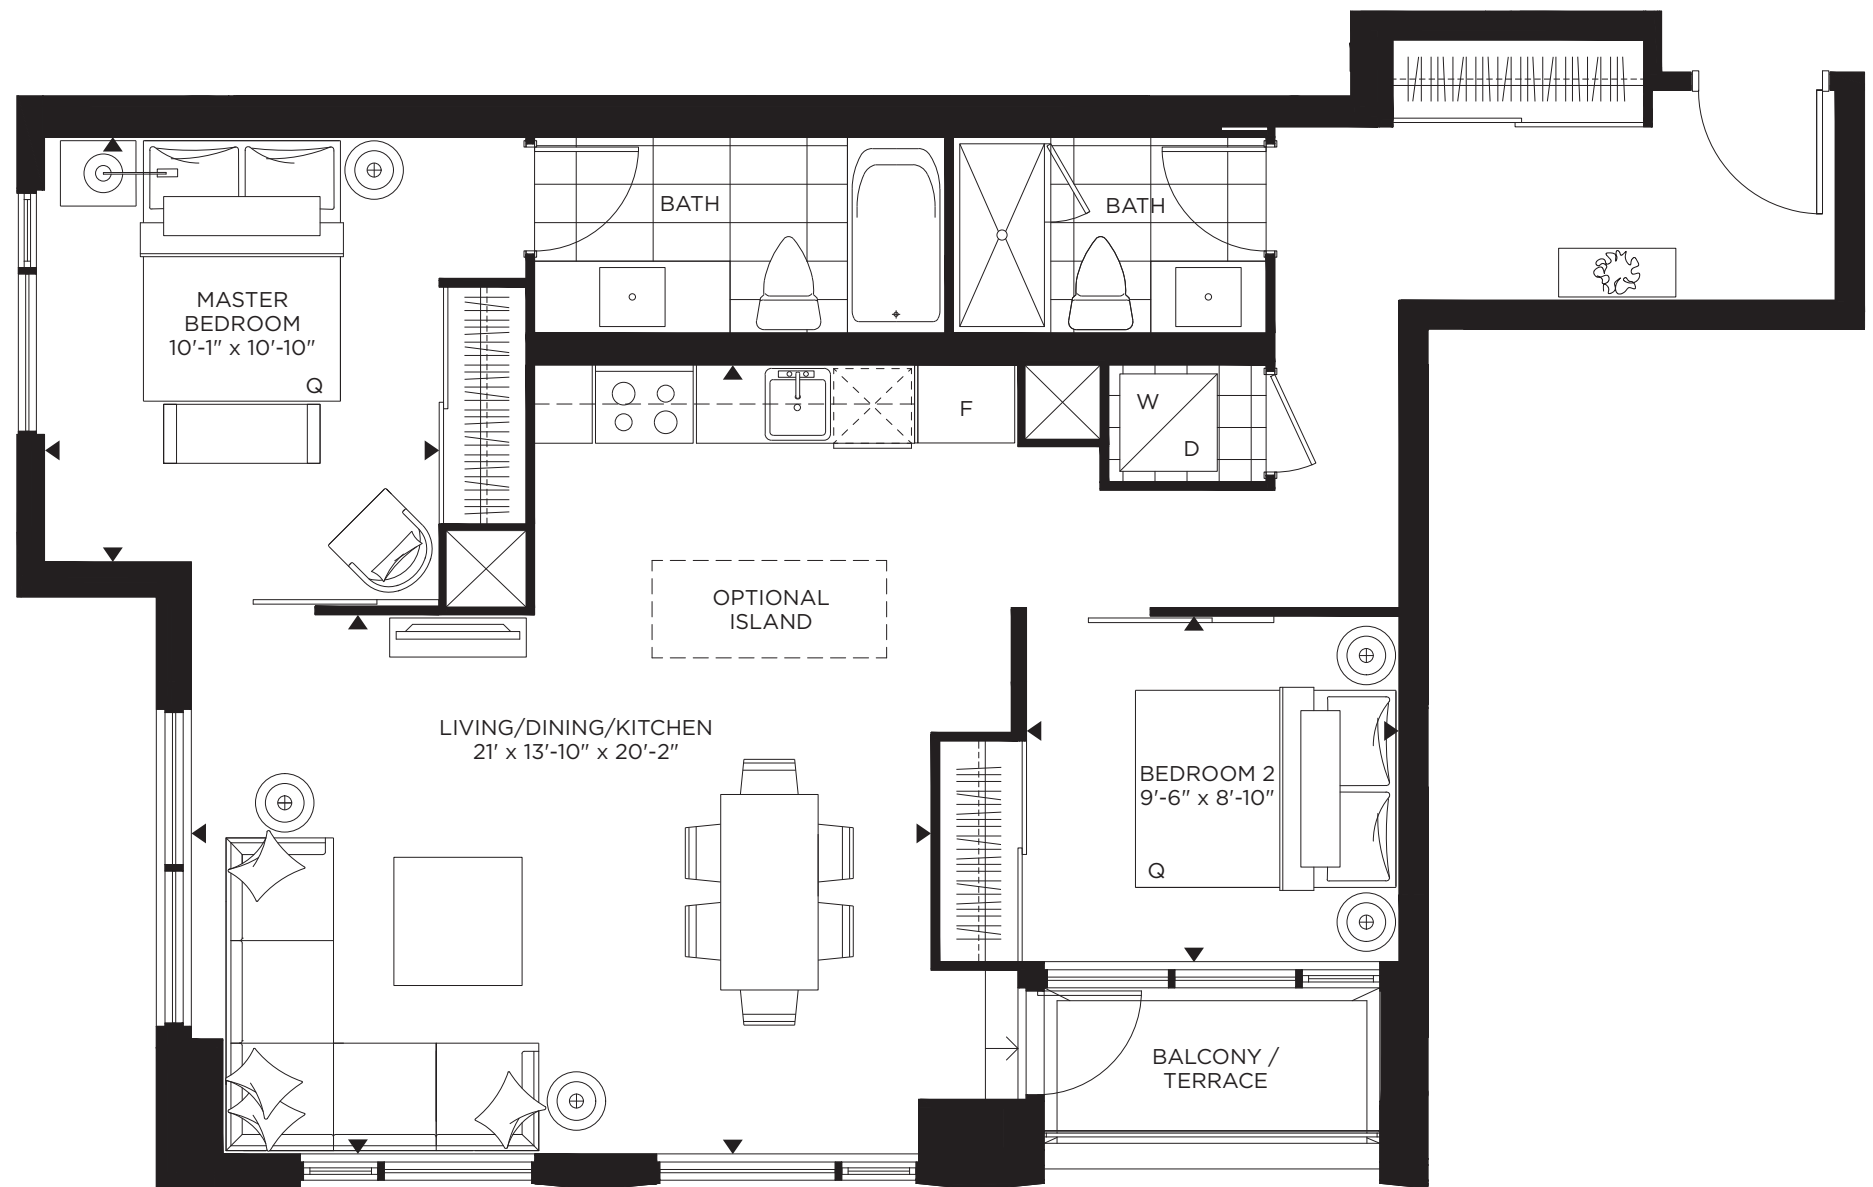 BATH
BATH
MASTER
BEDROOM
10'-1" x 10'-10"
Q
F
W
D
OPTIONAL
ISLAND
LIVING/DINING/KITCHEN
21' x 13'-10" x 20'-2"
BEDROOM 2
9'-6" x 8'-10"
Q
BALCONY /
TERRACE